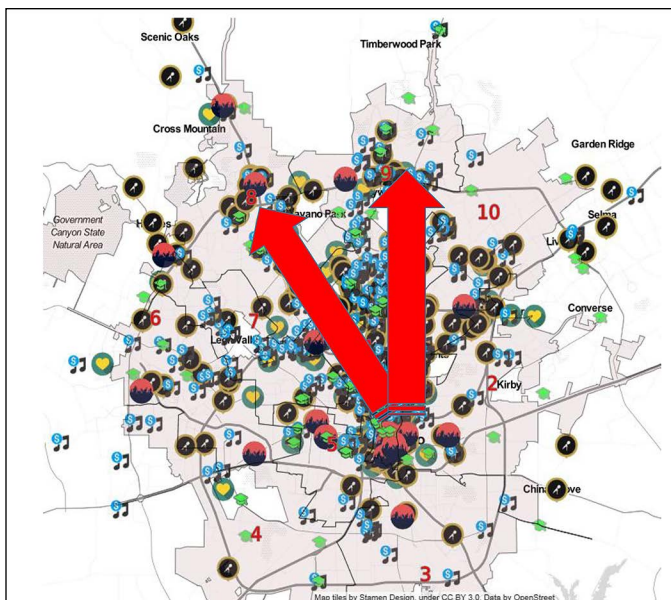 Scenic Oaks
Timberwood Park
Cross Mountain
Garden Ridge
9
8
10
Government
Canyon State
Natural Area
Selma
Converse
6
7
2
Kirby
5
4
3
Map tiles by Stamen Design, under CC BY 3.0. Data by OpenStreet